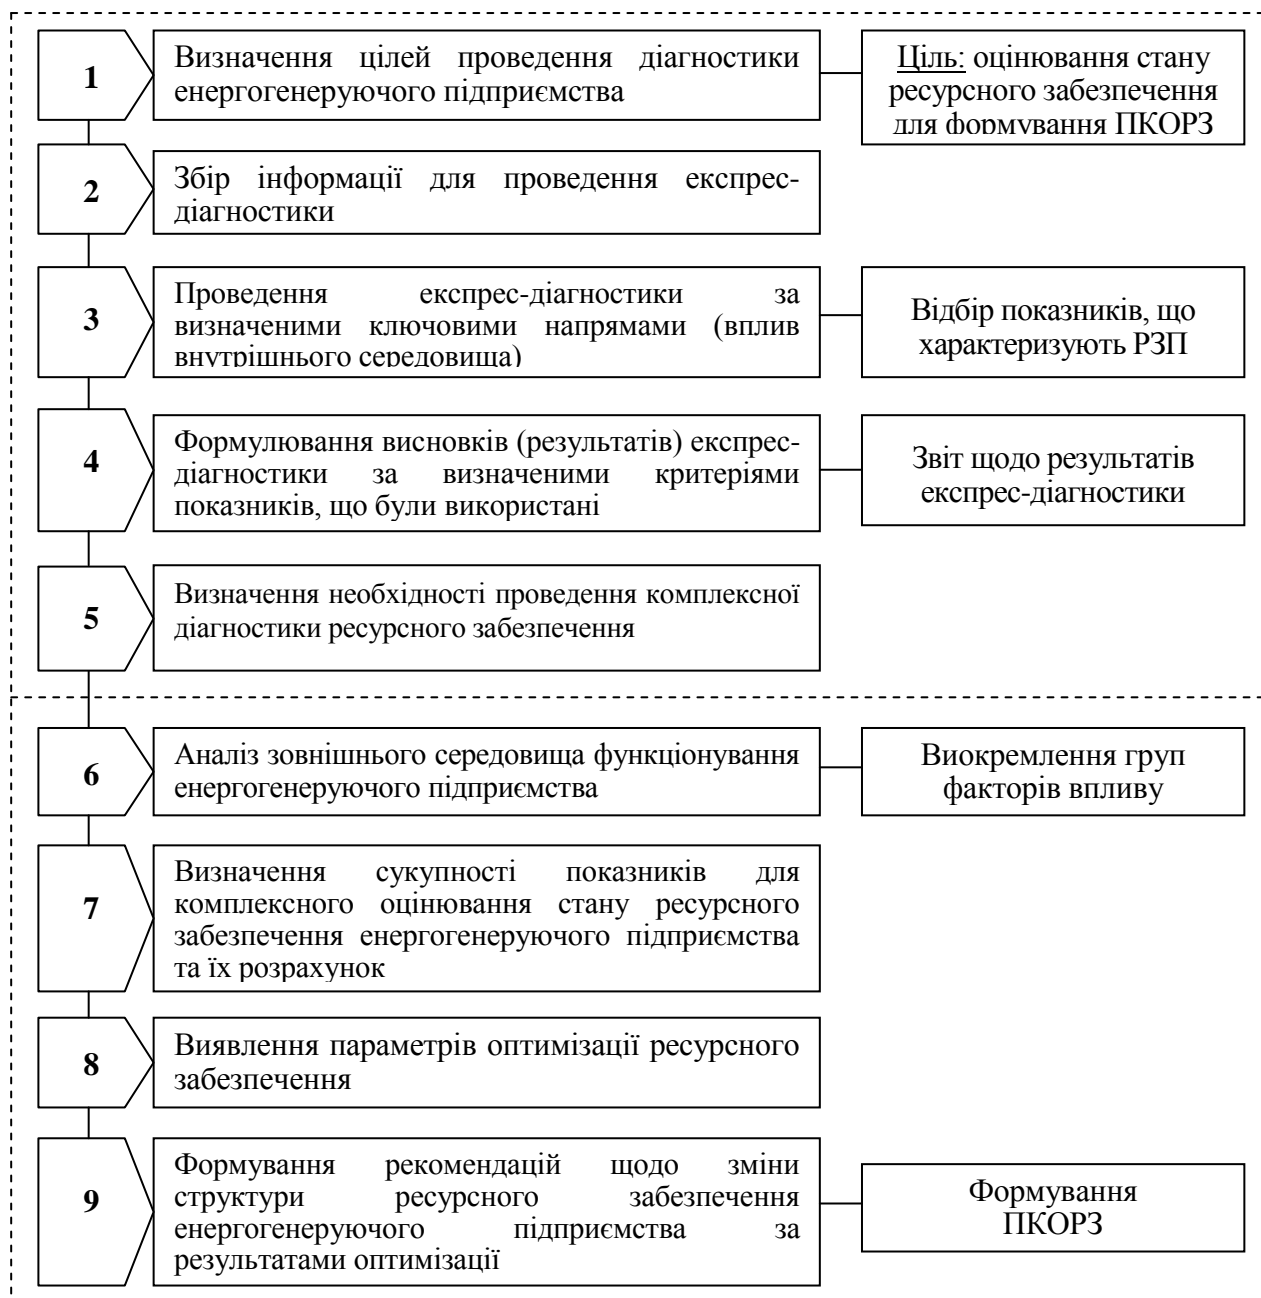 1
Визначення цілей проведення діагностики
енергогенеруючого підприємства
Ціль: оцінювання стану
ресурсного забезпечення
для формування ПКОРЗ
2
Збір інформації для проведення експрес-
діагностики
3
Проведення експрес-діагностики за
визначеними ключовими напрямами (вплив
внутрішнього середовища)
Відбір показників, що
характеризують РЗП
4
Формулювання висновків (результатів) експрес-
діагностики за визначеними критеріями
показників, що були використані
Звіт щодо результатів
експрес-діагностики
5
Визначення необхідності проведення комплексної
діагностики ресурсного забезпечення
6
Аналіз зовнішнього середовища функціонування
енергогенеруючого підприємства
Виокремлення груп
факторів впливу
7
Визначення сукупності показників для
комплексного оцінювання стану ресурсного
забезпечення енергогенеруючого підприємства
та їх розрахунок
8
Виявлення параметрів оптимізації ресурсного
забезпечення
9
Формування рекомендацій щодо зміни
структури ресурсного забезпечення
енергогенеруючого підприємства за
результатами оптимізації
Формування
ПКОРЗ